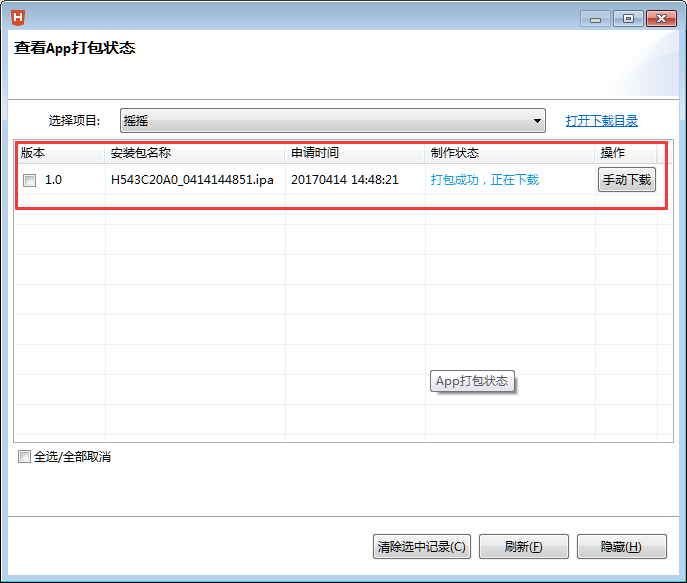 H
查看App打包状态
选择项目: 摇摇 打开下载目录
版本 安装包名称 申请时间 制作状态 操作
1.0 H543C20A0_0414144851.ipa 20170414 14:48:21 打包成功，正在下载 手动下载
App打包状态
全选/全部取消
清除选中记录(C) 刷新(F) 隐藏(H)